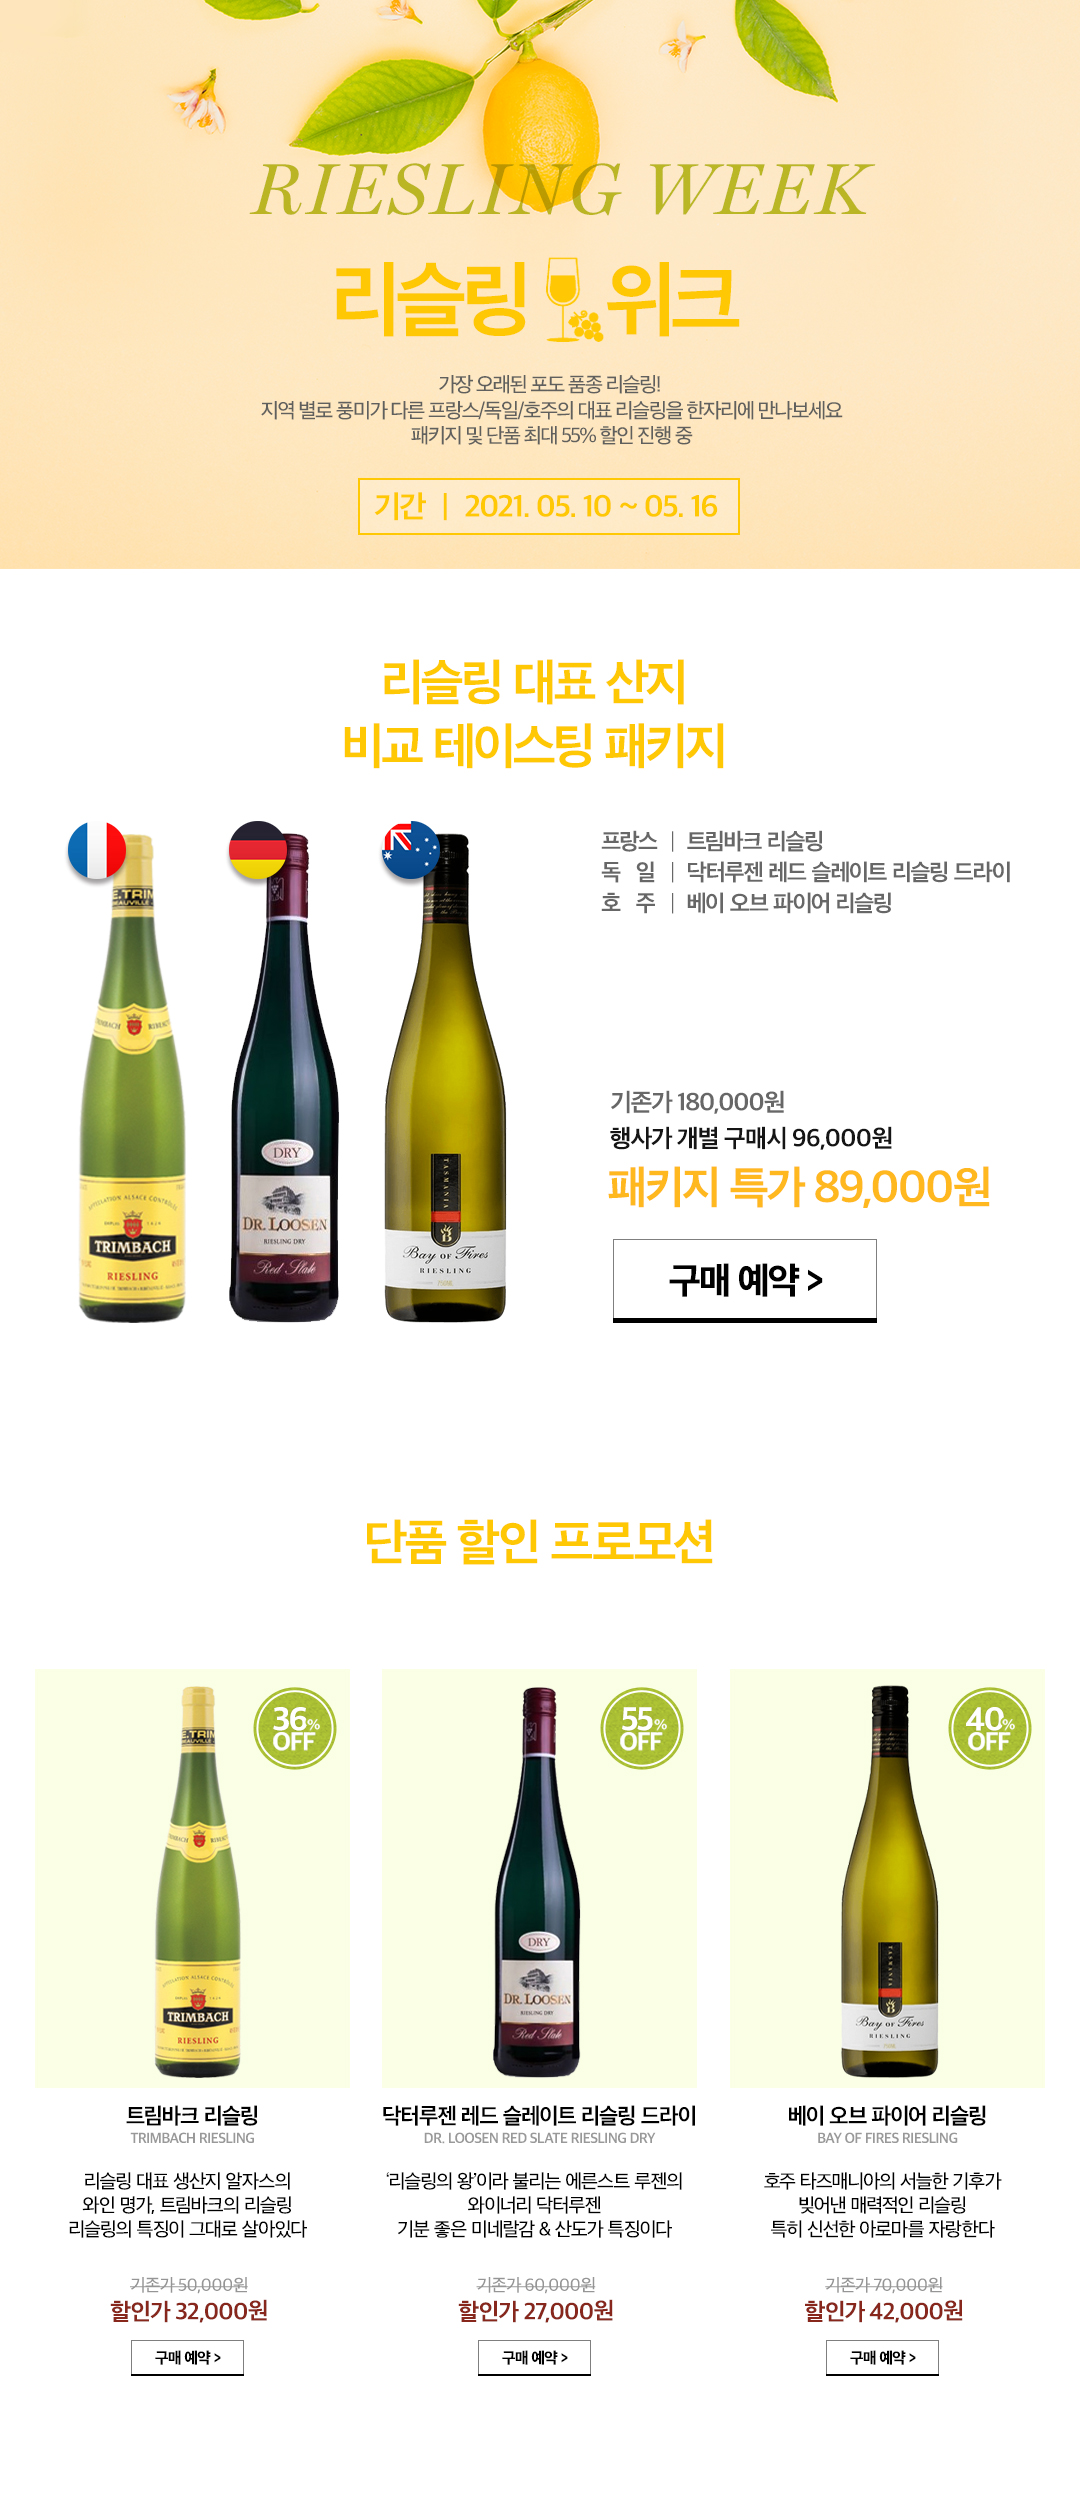 RIESLING WEEK
리슬링 위크
가장 오래된 포도 품종 리슬링!
지역 별로 풍미가 다른 프랑스/독일/호주의 대표 리슬링을 한자리에 만나보세요
패키지 및 단품 최대 55% 할인 진행 중
기간 | 2021. 05. 10 ~ 05. 16
리슬링 대표 산지
비교 테이스팅 패키지
프랑스 | 트림바크 리슬링
독 일 | 닥터루젠 레드 슬레이트 리슬링 드라이
호 주 | 베이 오브 파이어 리슬링
E.TRIN
TRIMBACH
RIESLING
DRY
DR. LOOSEN
RIESLING DRY
Red Slate
TASMANIA
Bay OF Fires
RIESLING
750ML
기존가 180,000원
행사가 개별 구매시 96,000원
패키지 특가 89,000원
구매 예약 >
단품 할인 프로모션
36% OFF
55% OFF
40% OFF
E.TRIN
TRIMBACH
RIESLING
DRY
DR. LOOSEN
RIESLING DRY
Red Slate
TASMANIA
Bay OF Fires
RIESLING
트림바크 리슬링
TRIMBACH RIESLING
리슬링 대표 생산지 알자스의
와인 명가, 트림바크의 리슬링
리슬링의 특징이 그대로 살아있다
기존가 50,000원
할인가 32,000원
구매 예약 >
닥터루젠 레드 슬레이트 리슬링 드라이
DR. LOOSEN RED SLATE RIESLING DRY
‘리슬링의 왕’이라 불리는 에른스트 루젠의
와이너리 닥터루젠
기분 좋은 미네랄감 & 산도가 특징이다
기존가 60,000원
할인가 27,000원
구매 예약 >
베이 오브 파이어 리슬링
BAY OF FIRES RIESLING
호주 타즈매니아의 서늘한 기후가
빚어낸 매력적인 리슬링
특히 신선한 아로마를 자랑한다
기존가 70,000원
할인가 42,000원
구매 예약 >